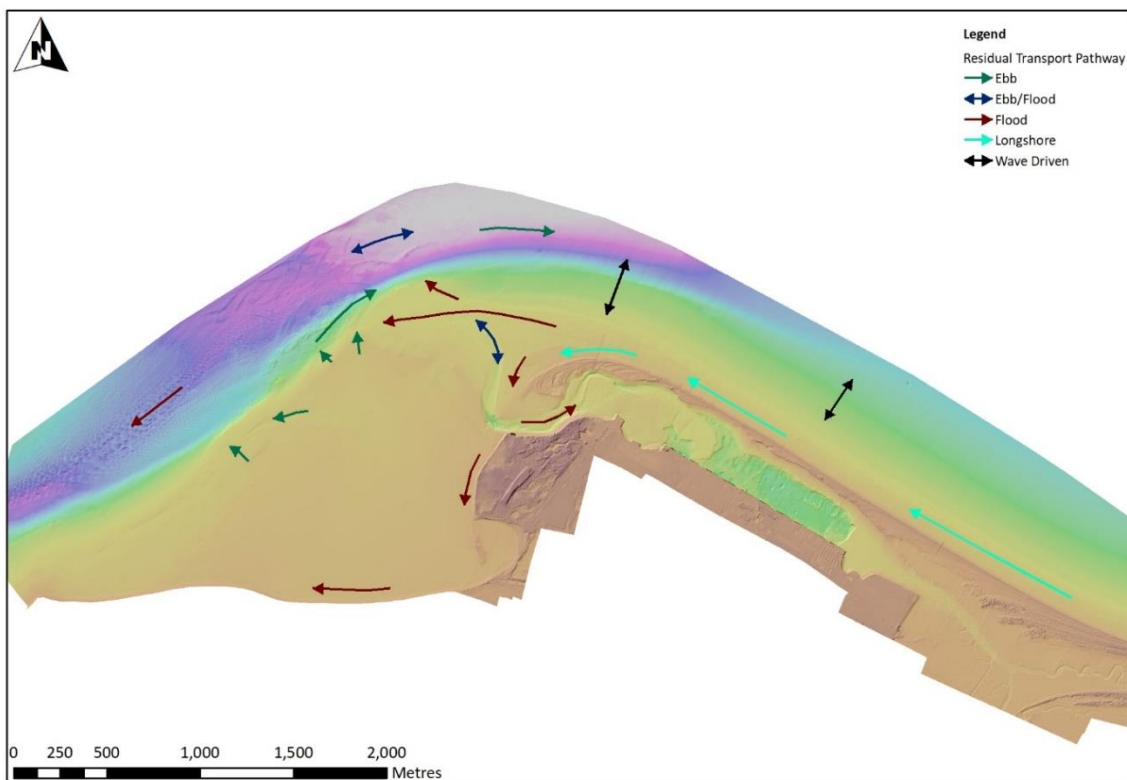 N
Legend
Residual Transport Pathway
Ebb
Ebb/Flood
Flood
Longshore
Wave Driven
0 250 500 1,000 1,500 2,000
Metres